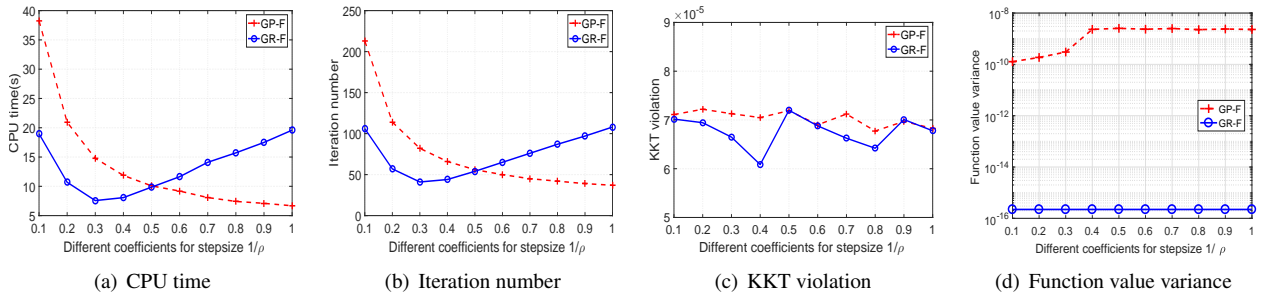 40
35
30
25
20
15
10
5
CPU time(s)
GP-F
GR-F
0.1 0.2 0.3 0.4 0.5 0.6 0.7 0.8 0.9 1
Different coefficients for stepsize 1/ρ
(a) CPU time
250
200
150
100
50
0
Iteration number
GP-F
GR-F
0.1 0.2 0.3 0.4 0.5 0.6 0.7 0.8 0.9 1
Different coefficients for stepsize 1/ρ
(b) Iteration number
×10⁻⁵
9
8
7
6
5
KKT violation
GP-F
GR-F
0.1 0.2 0.3 0.4 0.5 0.6 0.7 0.8 0.9 1
Different coefficients for stepsize 1/ρ
(c) KKT violation
10⁻⁸
10⁻¹⁰
10⁻¹²
10⁻¹⁴
10⁻¹⁶
Function value variance
GP-F
GR-F
0.1 0.2 0.3 0.4 0.5 0.6 0.7 0.8 0.9 1
Different coefficients for stepsize 1/ρ
(d) Function value variance